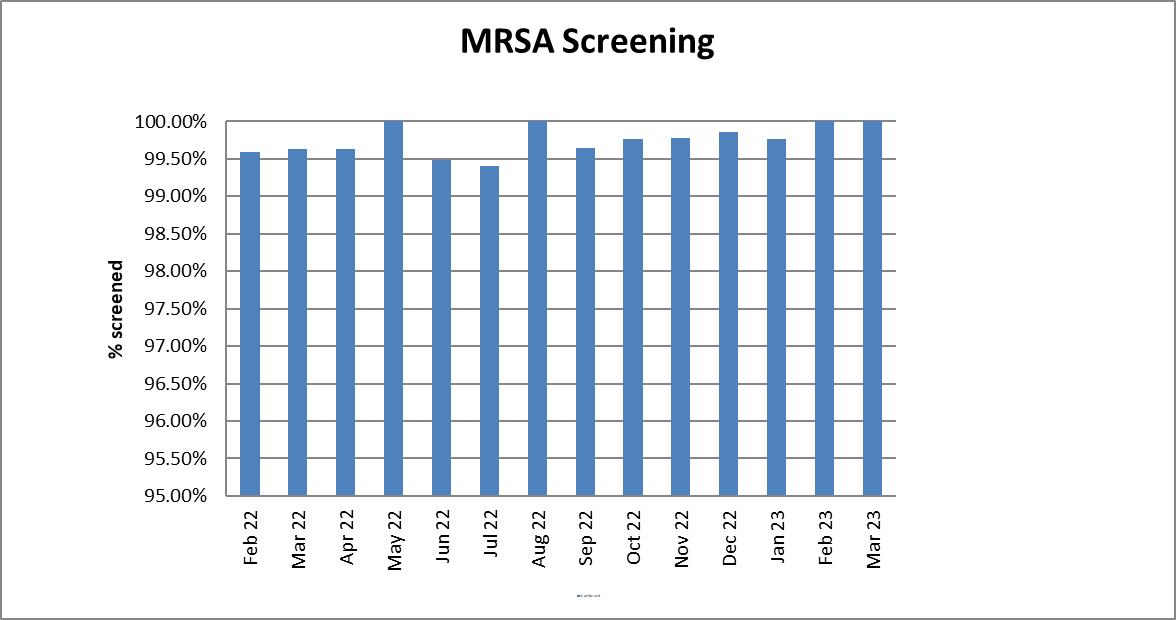 MRSA Screening
% screened
100.00%
99.50%
99.00%
98.50%
98.00%
97.50%
97.00%
96.50%
96.00%
95.50%
95.00%
Feb 22
Mar 22
Apr 22
May 22
Jun 22
Jul 22
Aug 22
Sep 22
Oct 22
Nov 22
Dec 22
Jan 23
Feb 23
Mar 23